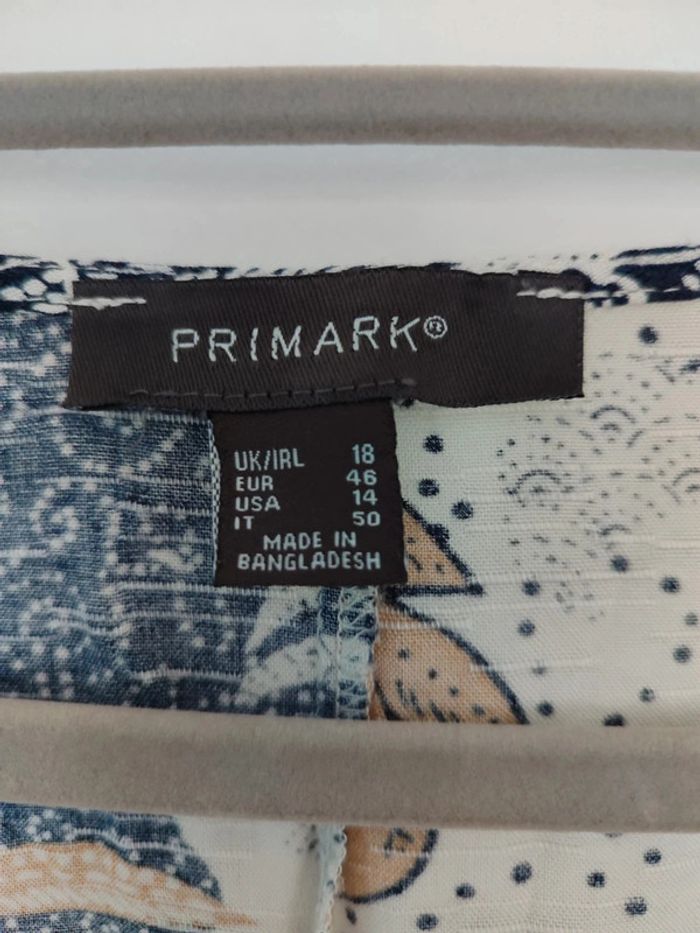 PRIMARK®
UK/IRL 18
EUR 46
USA 14
IT 50
MADE IN
BANGLADESH